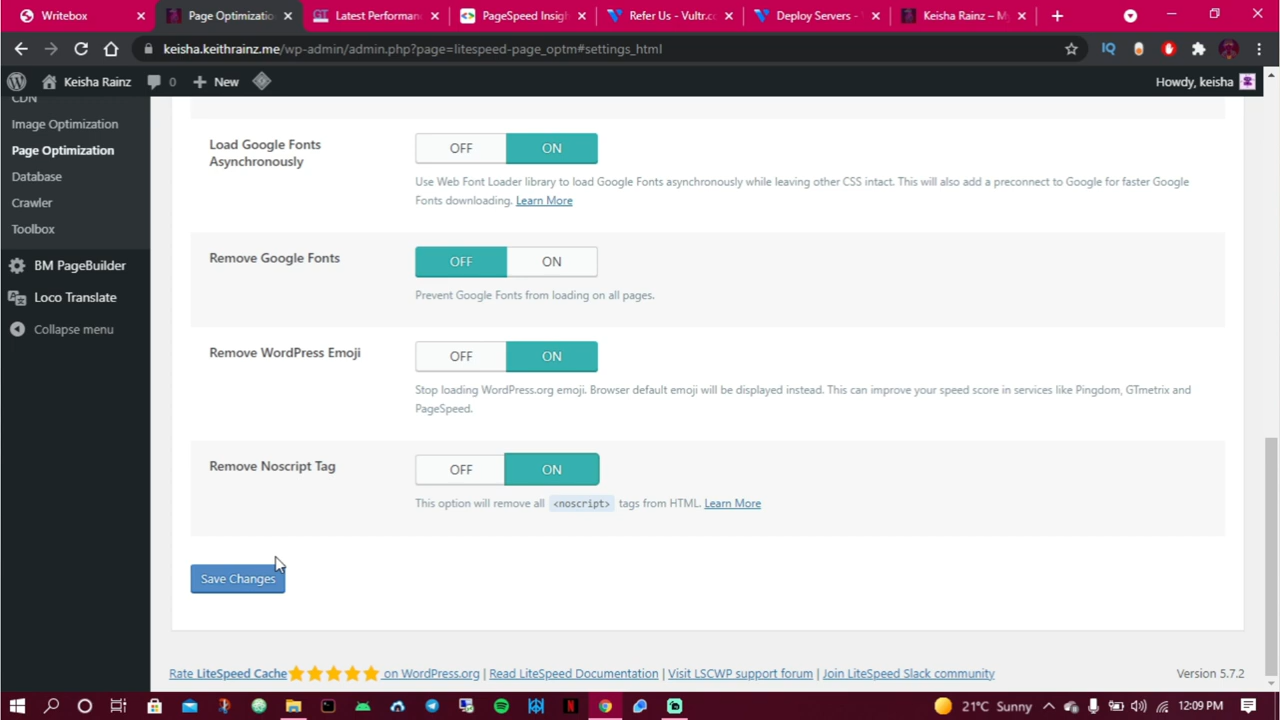 Writebox
Page Optimizatio
Latest Performan
PageSpeed Insigh
Refer Us - Vultr.co
Deploy Servers -
Keisha Rainz – M
keisha.keithrainz.me/wp-admin/admin.php?page=litespeed-page_optm#settings_html
IQ
Keisha Rainz
0
New
Howdy, keisha
CDN
Image Optimization
Page Optimization
Database
Crawler
Toolbox
BM PageBuilder
Loco Translate
Collapse menu
Load Google Fonts
Asynchronously
OFF ON
Use Web Font Loader library to load Google Fonts asynchronously while leaving other CSS intact. This will also add a preconnect to Google for faster Google
Fonts downloading. Learn More
Remove Google Fonts
OFF ON
Prevent Google Fonts from loading on all pages.
Remove WordPress Emoji
OFF ON
Stop loading WordPress.org emoji. Browser default emoji will be displayed instead. This can improve your speed score in services like Pingdom, GTmetrix and
PageSpeed.
Remove Noscript Tag
OFF ON
This option will remove all <noscript> tags from HTML. Learn More
Save Changes
Rate LiteSpeed Cache on WordPress.org | Read LiteSpeed Documentation | Visit LSCWP support forum | Join LiteSpeed Slack community
Version 5.7.2
21°C Sunny
12:09 PM